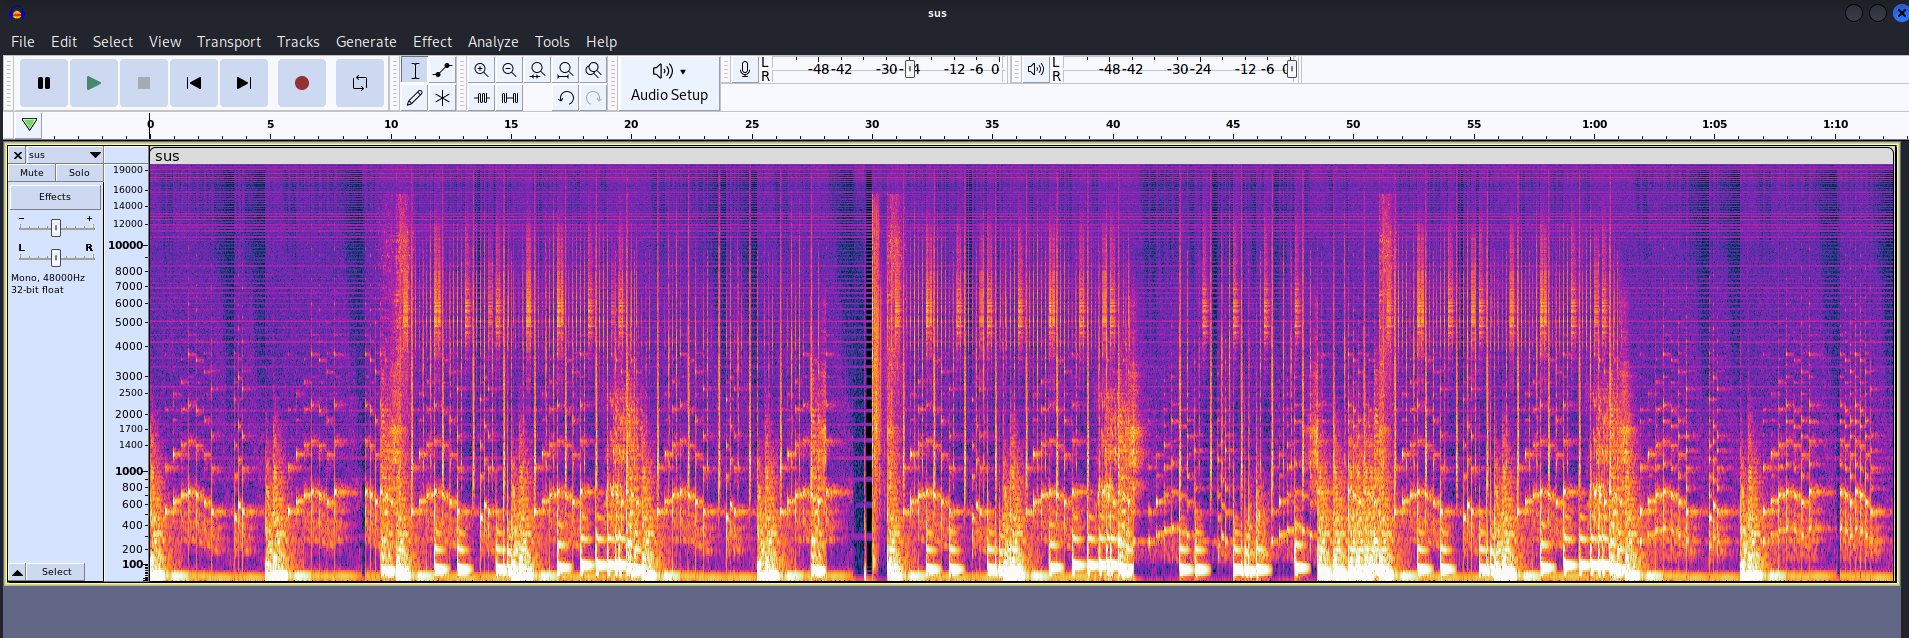 sus
File Edit Select View Transport Tracks Generate Effect Analyze Tools Help
L
R
-48 -42 -30 -12 -6 0
L
R
-48 -42 -30 -24 -12 -6
Audio Setup
0 5 10 15 20 25 30 35 40 45 50 55 1:00 1:05 1:10
sus
sus
Mute Solo
Effects
- +
L R
Mono, 48000Hz
32-bit float
Select
19000
16000
14000
12000
10000
8000
7000
6000
5000
4000
3000
2500
2000
1700
1400
1000
800
600
400
200
100